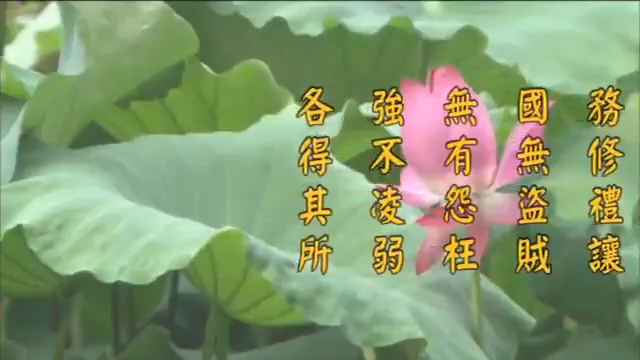 務修禮讓
國無盜賊
無有怨枉
強不凌弱
各得其所